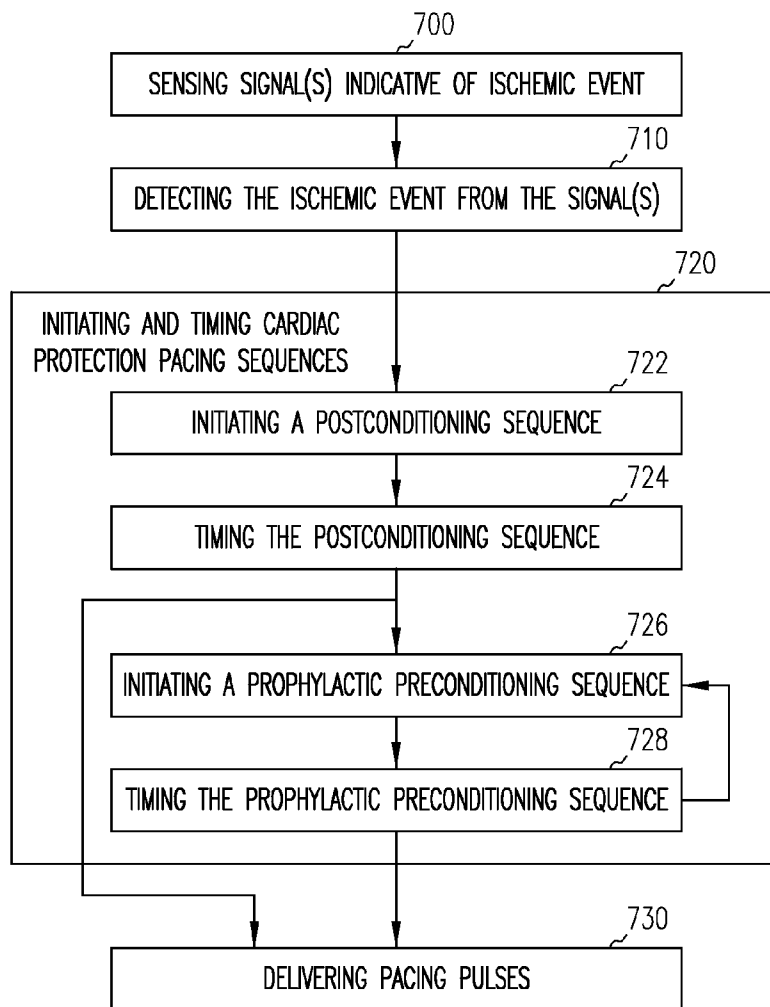 700
SENSING SIGNAL(S) INDICATIVE OF ISCHEMIC EVENT
710
DETECTING THE ISCHEMIC EVENT FROM THE SIGNAL(S)
720
INITIATING AND TIMING CARDIAC
PROTECTION PACING SEQUENCES
722
INITIATING A POSTCONDITIONING SEQUENCE
724
TIMING THE POSTCONDITIONING SEQUENCE
726
INITIATING A PROPHYLACTIC PRECONDITIONING SEQUENCE
728
TIMING THE PROPHYLACTIC PRECONDITIONING SEQUENCE
730
DELIVERING PACING PULSES